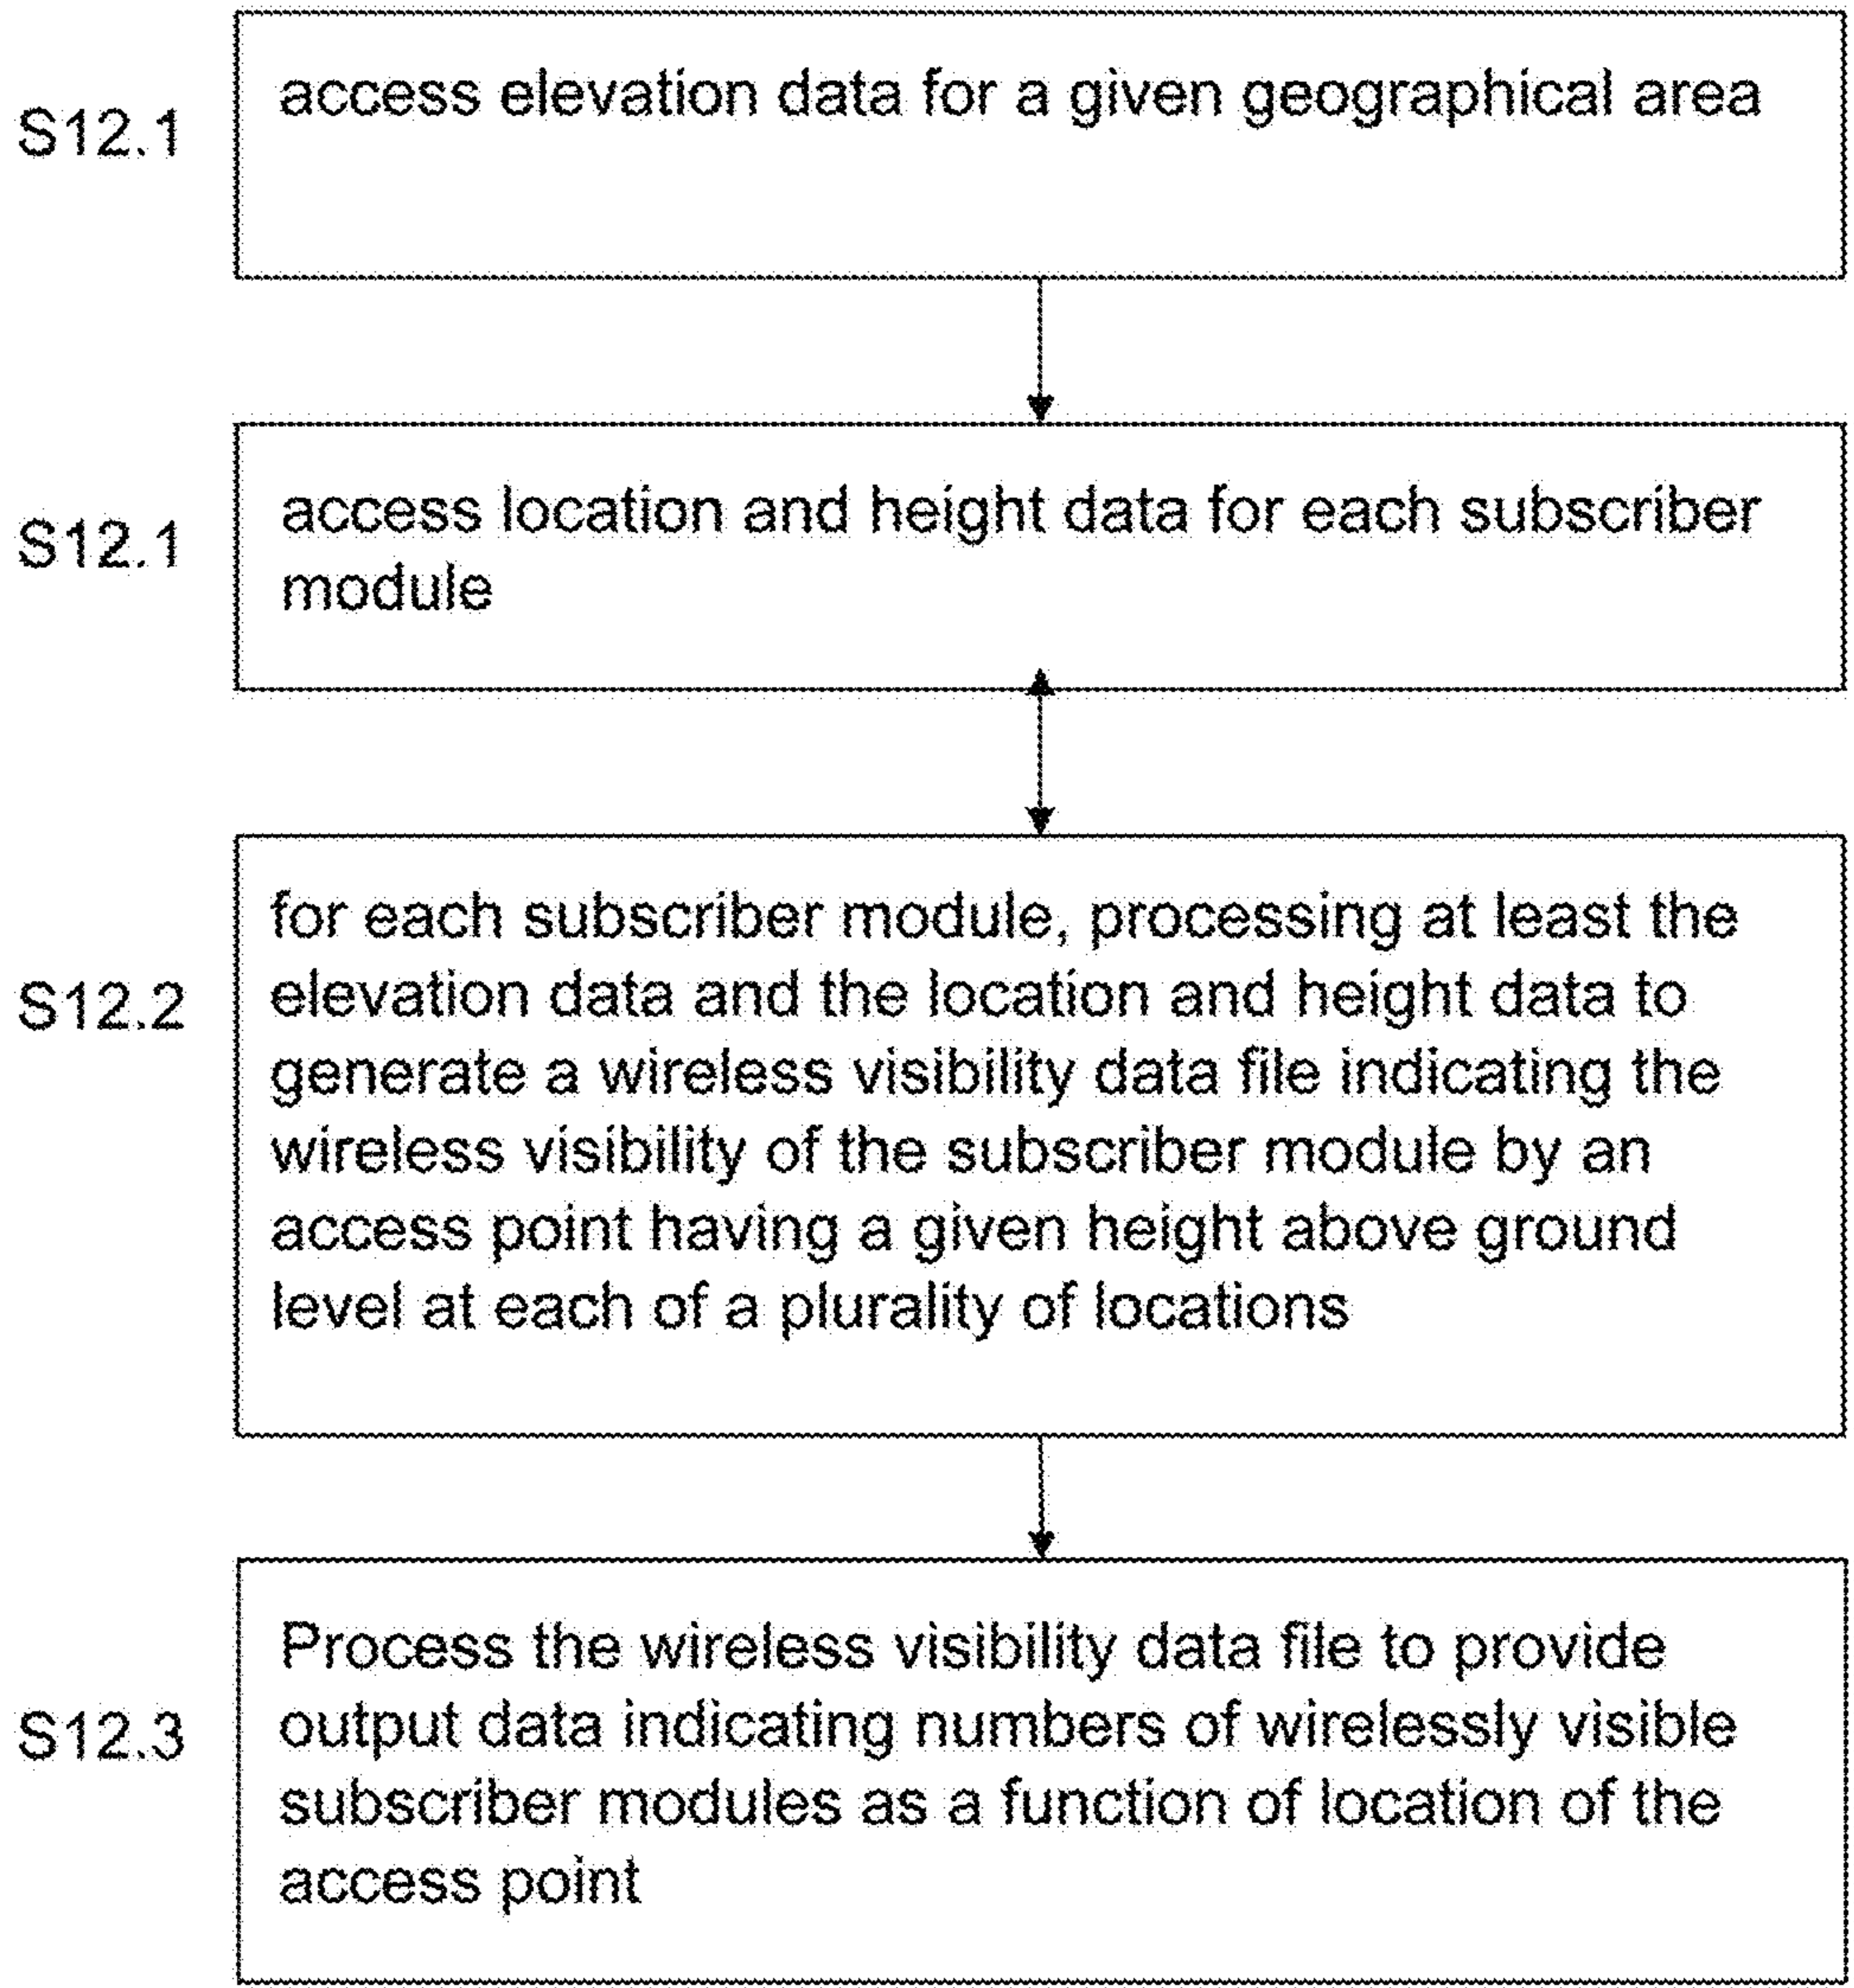 S12.1
access elevation data for a given geographical area
S12.1
access location and height data for each subscriber
module
S12.2
for each subscriber module, processing at least the
elevation data and the location and height data to
generate a wireless visibility data file indicating the
wireless visibility of the subscriber module by an
access point having a given height above ground
level at each of a plurality of locations
S12.3
Process the wireless visibility data file to provide
output data indicating numbers of wirelessly visible
subscriber modules as a function of location of the
access point